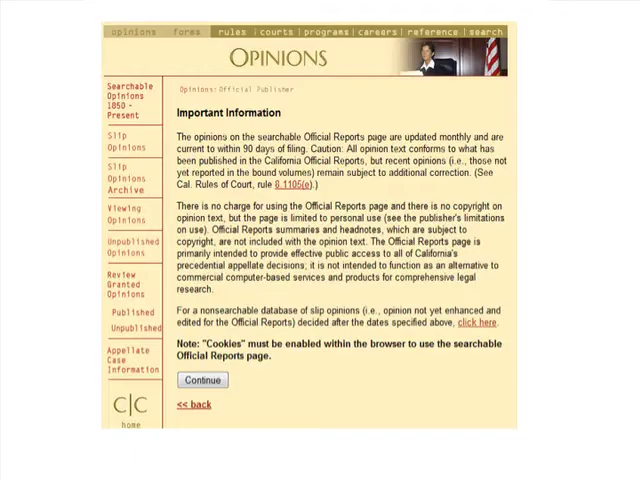 opinions forms rules courts programs careers reference search
OPINIONS
Searchable
Opinions
1850 -
Present
Slip
Opinions
Slip
Opinions
Archive
Viewing
Opinions
Unpublished
Opinions
Review
Granted
Opinions
Published
Unpublished
Appellate
Case
Information
C|C
home
Opinions: Official Publisher
Important Information
The opinions on the searchable Official Reports page are updated monthly and are
current to within 90 days of filing. Caution: All opinion text conforms to what has
been published in the California Official Reports, but recent opinions (i.e., those not
yet reported in the bound volumes) remain subject to additional correction. (See
Cal. Rules of Court, rule 8.1105(e).)
There is no charge for using the Official Reports page and there is no copyright on
opinion text, but the page is limited to personal use (see the publisher's limitations
on use). Official Reports summaries and headnotes, which are subject to
copyright, are not included with the opinion text. The Official Reports page is
primarily intended to provide effective public access to all of California's
precedential appellate decisions; it is not intended to function as an alternative to
commercial computer-based services and products for comprehensive legal
research.
For a nonsearchable database of slip opinions (i.e., opinion not yet enhanced and
edited for the Official Reports) decided after the dates specified above, click here.
Note: "Cookies" must be enabled within the browser to use the searchable
Official Reports page.
Continue
<< back